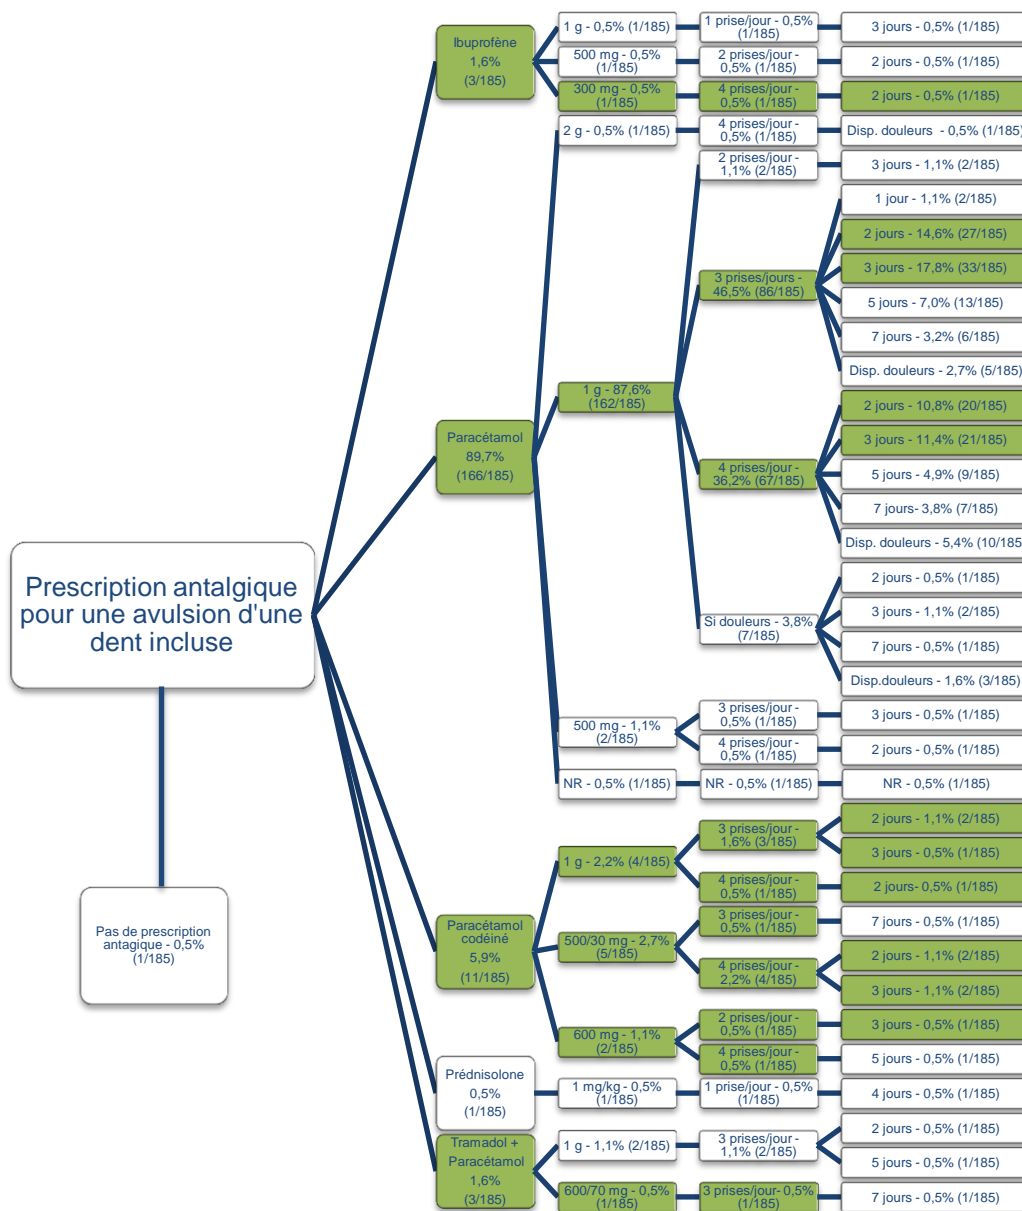 Prescription antalgique
pour une avulsion d'une
dent incluse
Pas de prescription
antagique - 0,5%
(1/185)
Ibuprofène
1,6%
(3/185)
1 g - 0,5% (1/185)
1 prise/jour - 0,5%
(1/185)
3 jours - 0,5% (1/185)
500 mg - 0,5%
(1/185)
2 prises/jour -
0,5% (1/185)
2 jours - 0,5% (1/185)
300 mg - 0,5%
(1/185)
4 prises/jour -
0,5% (1/185)
2 jours - 0,5% (1/185)
Paracétamol
89,7%
(166/185)
2 g - 0,5% (1/185)
4 prises/jour -
0,5% (1/185)
Disp. douleurs - 0,5% (1/185)
1 g - 87,6%
(162/185)
2 prises/jour -
1,1% (2/185)
3 jours - 1,1% (2/185)
3 prises/jours -
46,5% (86/185)
1 jour - 1,1% (2/185)
2 jours - 14,6% (27/185)
3 jours - 17,8% (33/185)
5 jours - 7,0% (13/185)
7 jours - 3,2% (6/185)
Disp. douleurs - 2,7% (5/185)
4 prises/jour -
36,2% (67/185)
2 jours - 10,8% (20/185)
3 jours - 11,4% (21/185)
5 jours - 4,9% (9/185)
7 jours- 3,8% (7/185)
Disp. douleurs - 5,4% (10/185
Si douleurs - 3,8%
(7/185)
2 jours - 0,5% (1/185)
3 jours - 1,1% (2/185)
7 jours - 0,5% (1/185)
Disp.douleurs - 1,6% (3/185)
500 mg - 1,1%
(2/185)
3 prises/jour -
0,5% (1/185)
3 jours - 0,5% (1/185)
4 prises/jour -
0,5% (1/185)
2 jours - 0,5% (1/185)
NR - 0,5% (1/185)
NR - 0,5% (1/185)
NR - 0,5% (1/185)
Paracétamol
codéiné
5,9%
(11/185)
1 g - 2,2% (4/185)
3 prises/jour -
1,6% (3/185)
2 jours - 1,1% (2/185)
3 jours - 0,5% (1/185)
4 prises/jour -
0,5% (1/185)
2 jours- 0,5% (1/185)
500/30 mg - 2,7%
(5/185)
3 prises/jour -
0,5% (1/185)
7 jours - 0,5% (1/185)
4 prises/jour -
2,2% (4/185)
2 jours - 1,1% (2/185)
3 jours - 1,1% (2/185)
600 mg - 1,1%
(2/185)
2 prises/jour -
0,5% (1/185)
3 jours - 0,5% (1/185)
4 prises/jour -
0,5% (1/185)
5 jours - 0,5% (1/185)
Prédnisolone
0,5%
(1/185)
1 mg/kg - 0,5%
(1/185)
1 prise/jour - 0,5%
(1/185)
4 jours - 0,5% (1/185)
Tramadol +
Paracétamol
1,6%
(3/185)
1 g - 1,1% (2/185)
3 prises/jour -
1,1% (2/185)
2 jours - 0,5% (1/185)
5 jours - 0,5% (1/185)
600/70 mg - 0,5%
(1/185)
3 prises/jour- 0,5%
(1/185)
7 jours - 0,5% (1/185)